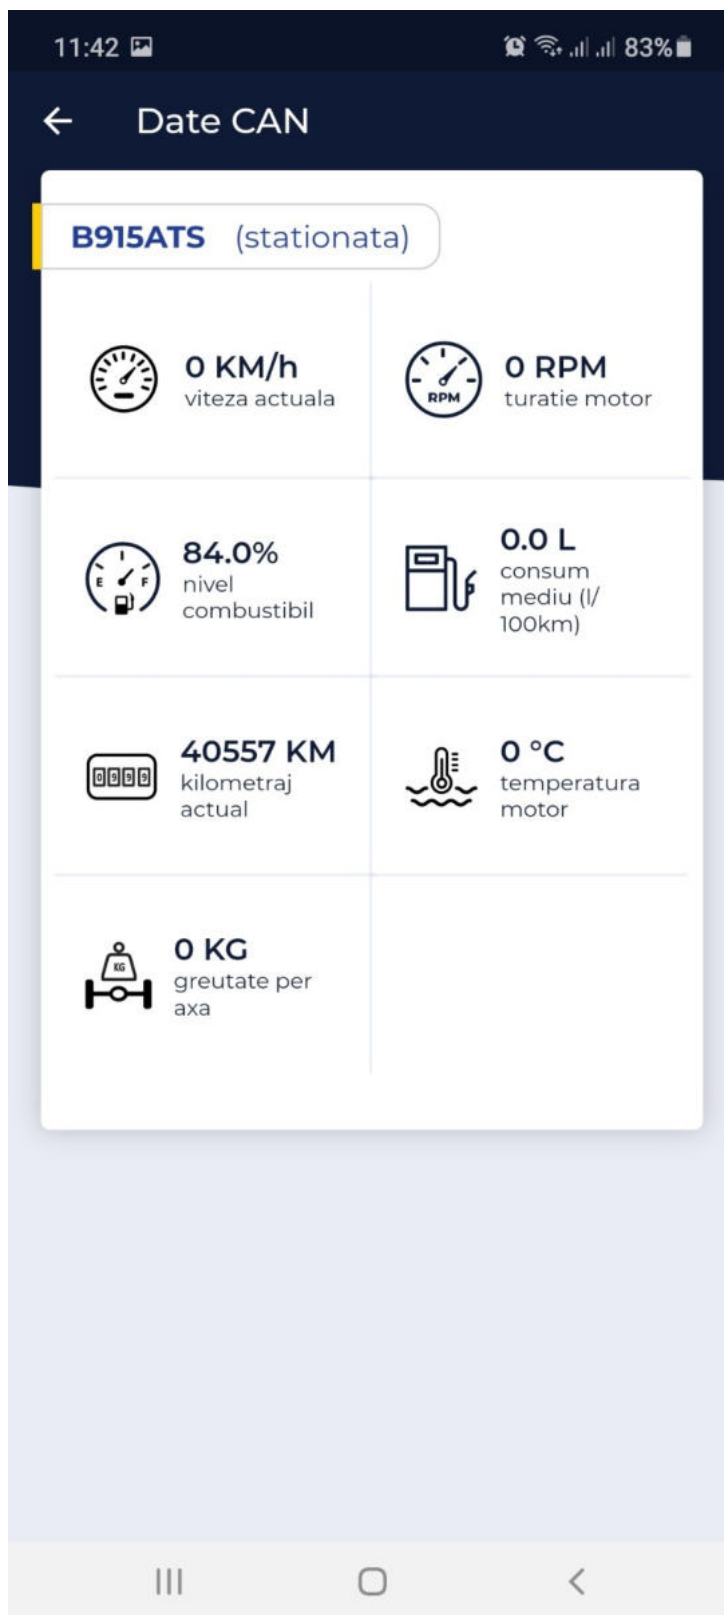 11:42
83%
Date CAN
B915ATS (stationata)
0 KM/h
viteza actuala
0 RPM
RPM
turatie motor
84.0%
E F
nivel
combustibil
0.0 L
consum
mediu (l/
100km)
40557 KM
0999
kilometraj
actual
0 °C
temperatura
motor
0 KG
KG
greutate per
axa